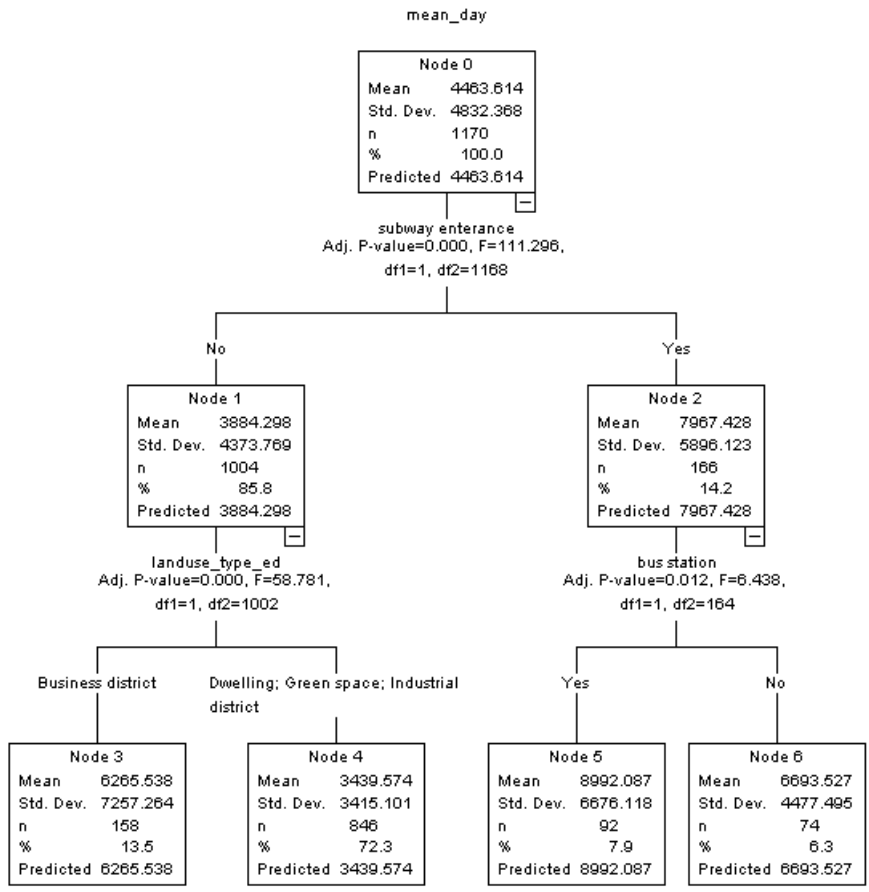 mean_day
Node 0
Mean 4463.614
Std. Dev. 4832.368
n 1170
% 100.0
Predicted 4463.614
subway enterance
Adj. P-value=0.000, F=111.296,
df1=1, df2=1168
No
Yes
Node 1
Mean 3884.298
Std. Dev. 4373.769
n 1004
% 85.8
Predicted 3884.298
Node 2
Mean 7967.428
Std. Dev. 5896.123
n 166
% 14.2
Predicted 7967.428
landuse_type_ed
Adj. P-value=0.000, F=58.781,
df1=1, df2=1002
bus station
Adj. P-value=0.012, F=6.438,
df1=1, df2=164
Business district
Dwelling; Green space; Industrial
district
Yes
No
Node 3
Mean 6265.538
Std. Dev. 7257.264
n 158
% 13.5
Predicted 6265.538
Node 4
Mean 3439.574
Std. Dev. 3415.101
n 846
% 72.3
Predicted 3439.574
Node 5
Mean 8992.087
Std. Dev. 6676.118
n 92
% 7.9
Predicted 8992.087
Node 6
Mean 6693.527
Std. Dev. 4477.495
n 74
% 6.3
Predicted 6693.527